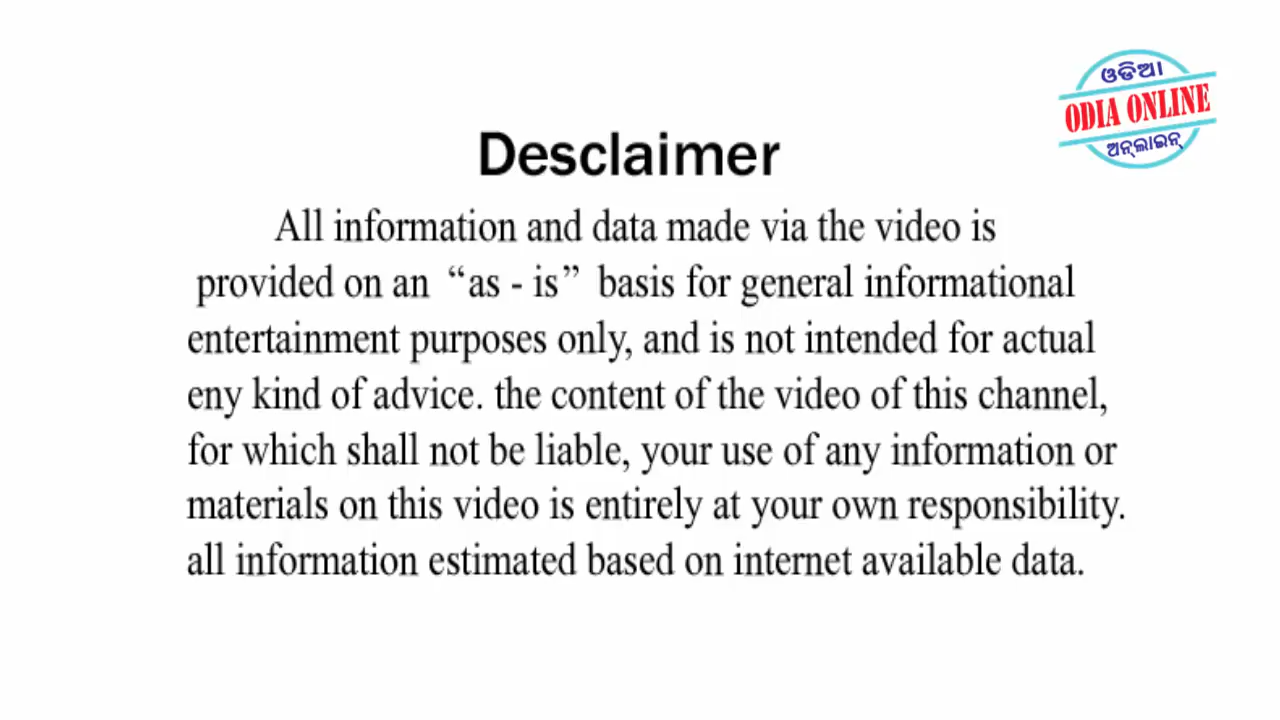 ଓଡିଆ
ODIA ONLINE
ଅନ୍‌ଲାଇନ୍
Desclaimer
All information and data made via the video is
provided on an “as - is” basis for general informational
entertainment purposes only, and is not intended for actual
eny kind of advice. the content of the video of this channel,
for which shall not be liable, your use of any information or
materials on this video is entirely at your own responsibility.
all information estimated based on internet available data.